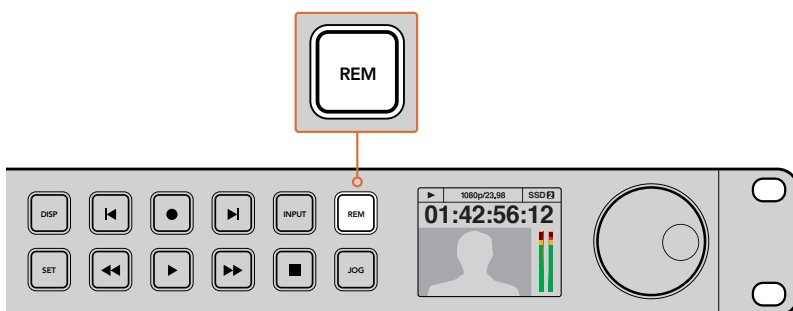 REM
DISP
INPUT
REM
1080p/23.98
SSD 2
01:42:56:12
SET
JOG